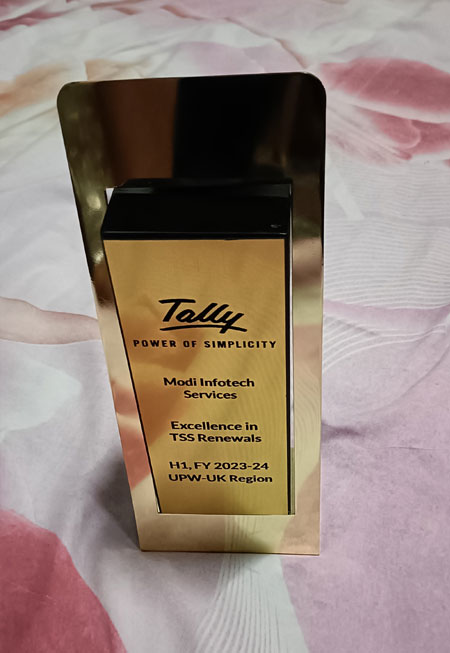 Tally
POWER OF SIMPLICITY
Modi Infotech
Services
Excellence in
TSS Renewals
H1, FY 2023-24
UPW-UK Region